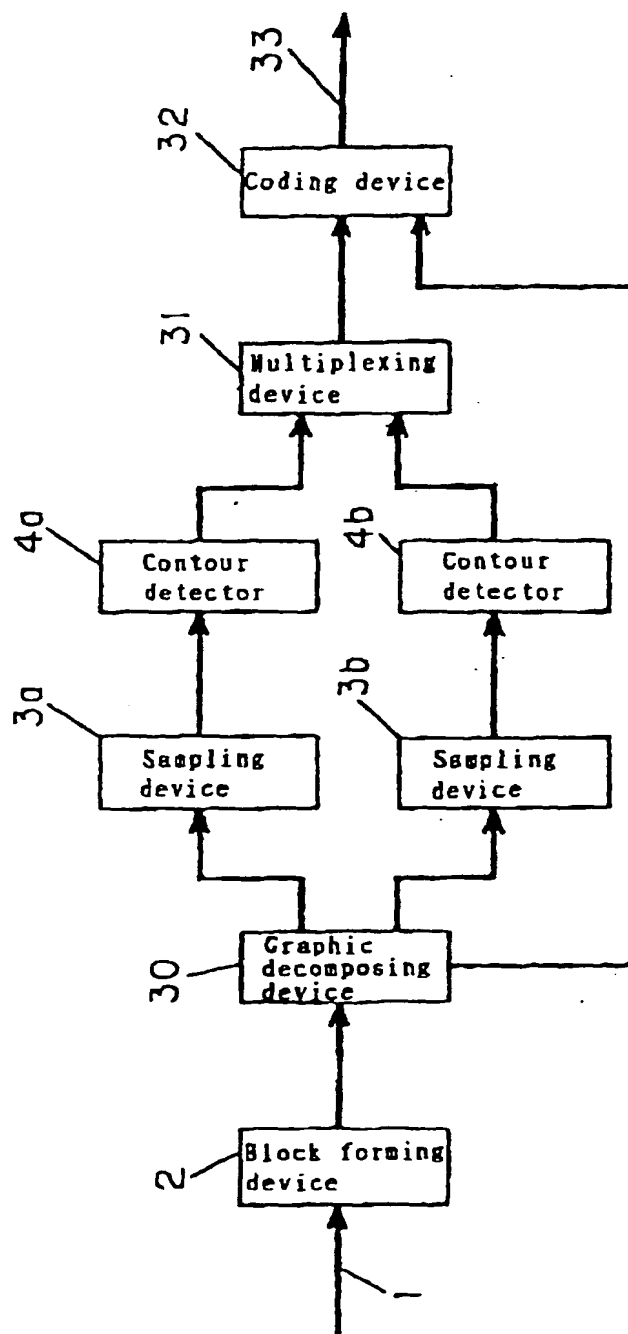 33
32
Coding device
31
Multiplexing
device
4a
Contour
detector
4b
Contour
detector
3a
Sampling
device
3b
Sampling
device
30
Graphic
decomposing
device
2
Block forming
device
1